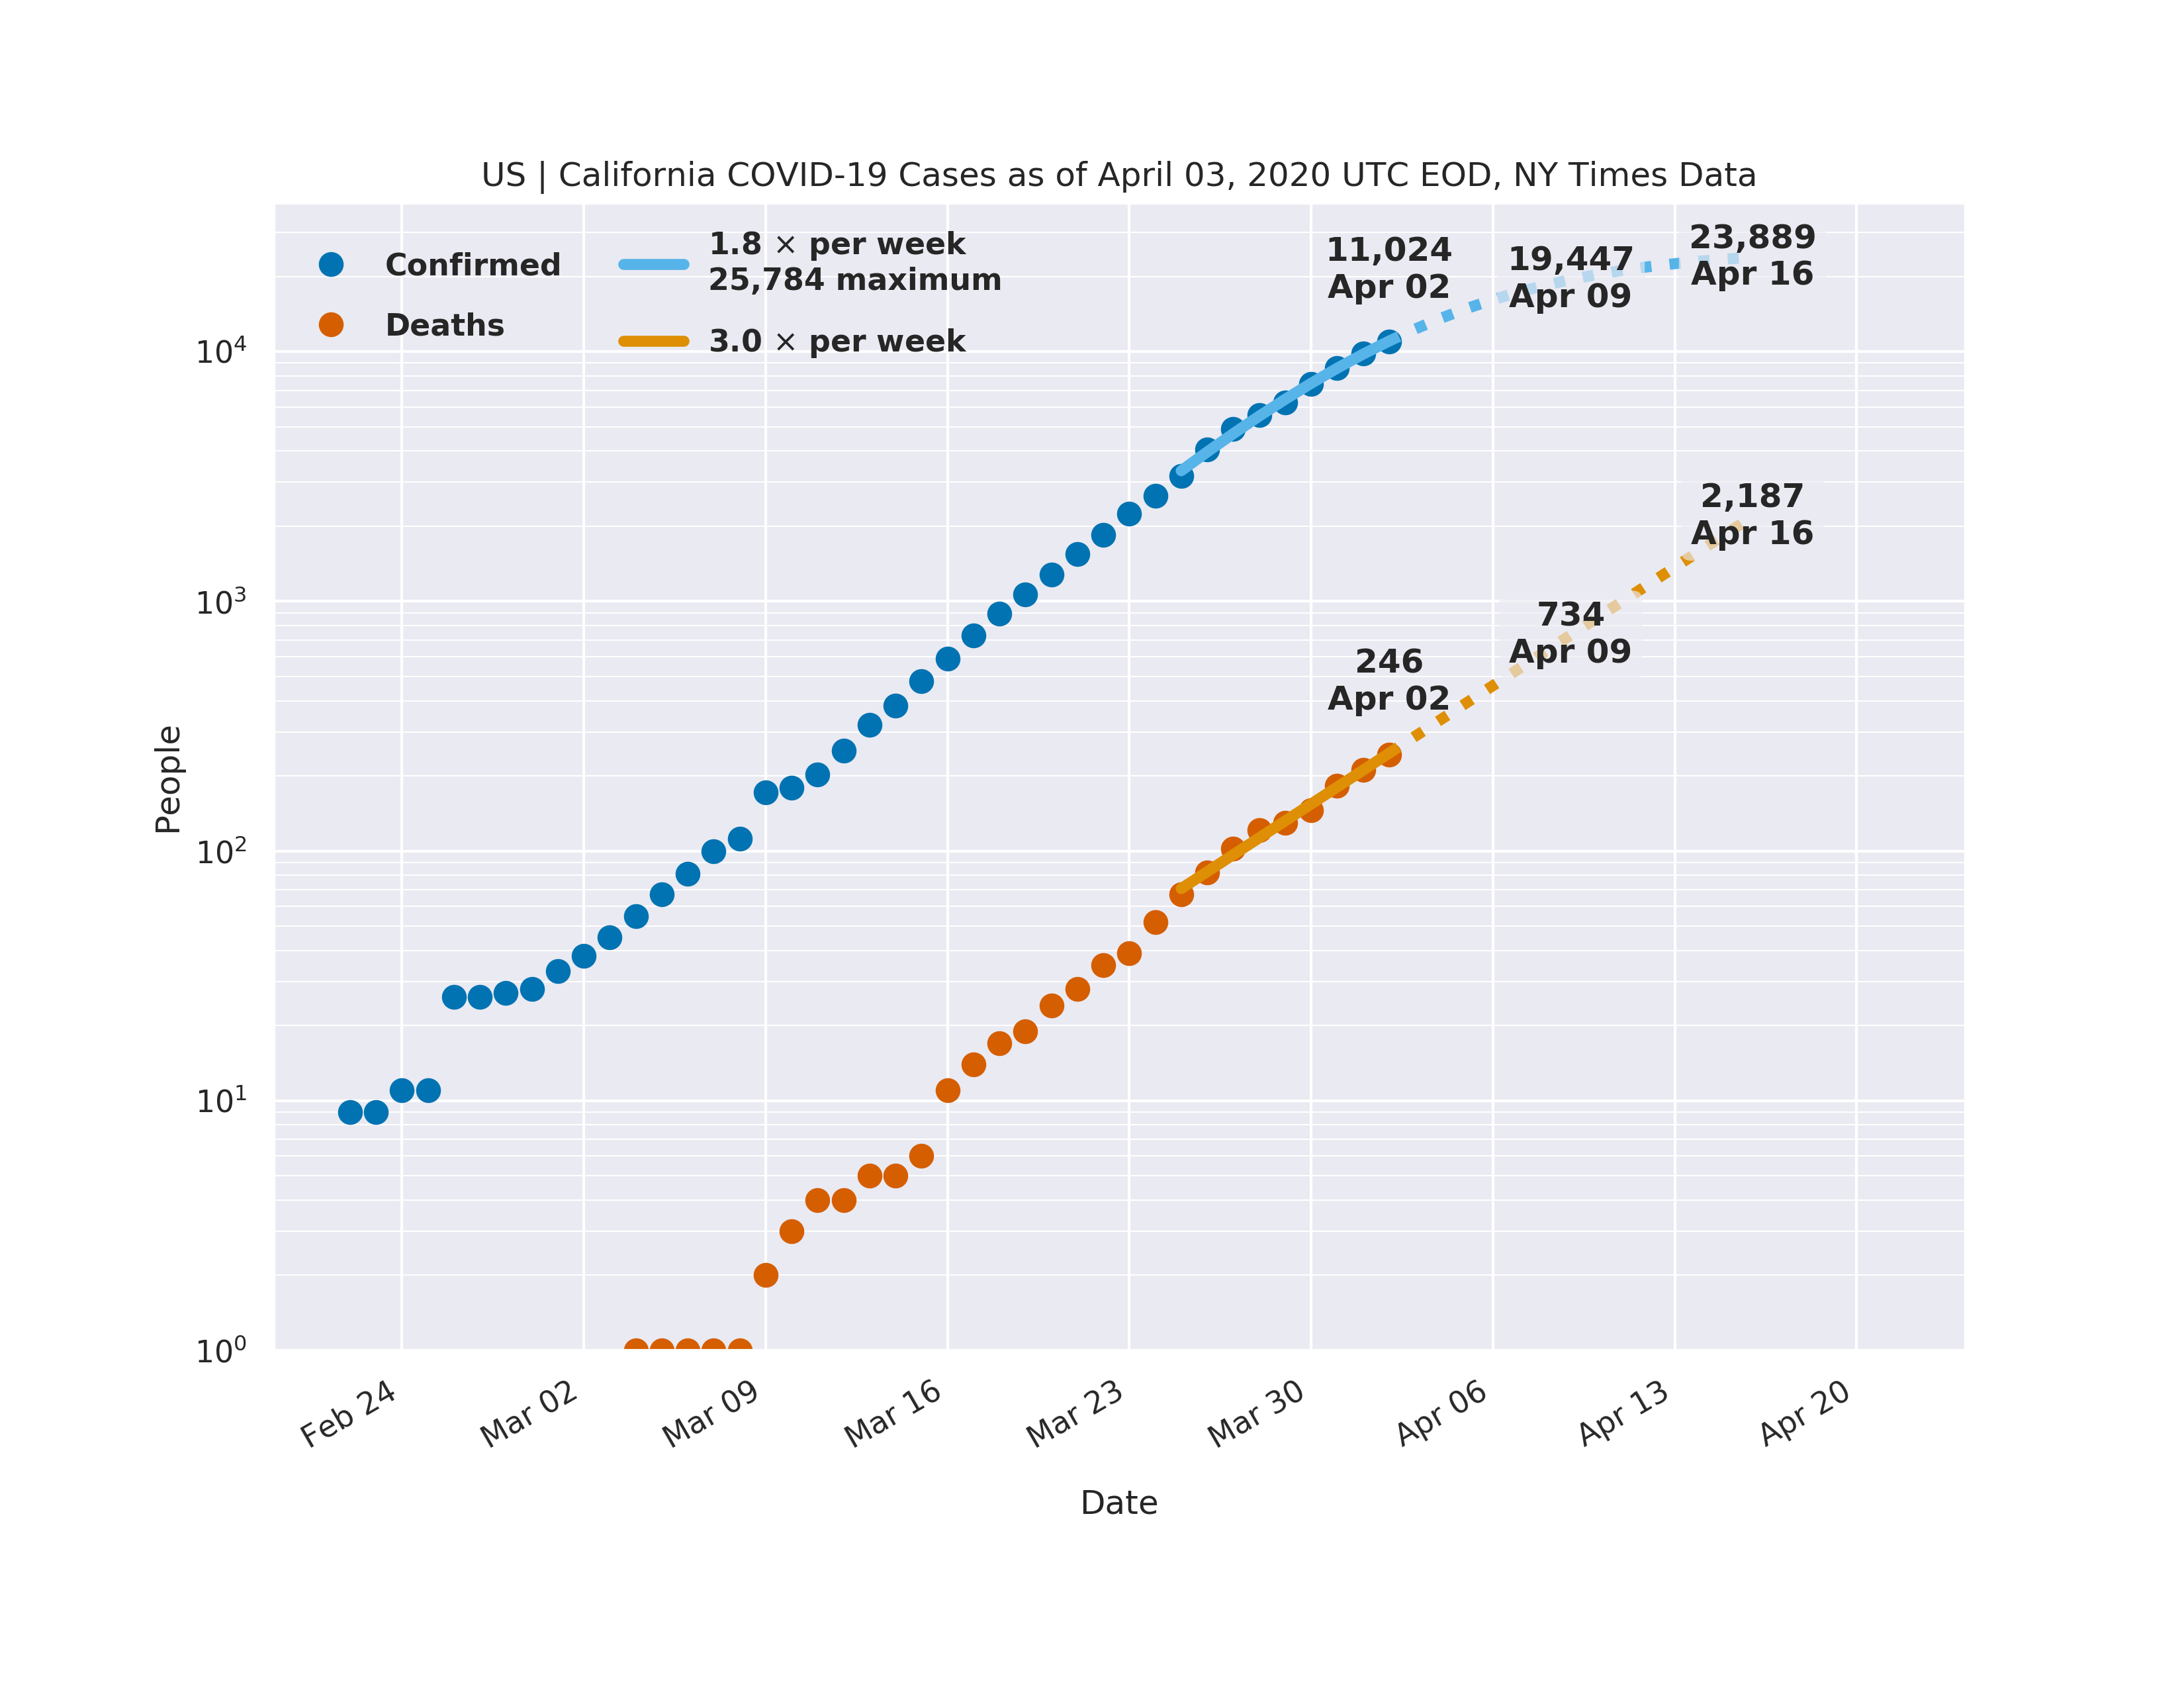 US | California COVID-19 Cases as of April 03, 2020 UTC EOD, NY Times Data
Confirmed
Deaths
1.8 × per week
25,784 maximum
3.0 × per week
11,024
Apr 02
19,447
Apr 09
23,889
Apr 16
246
Apr 02
734
Apr 09
2,187
Apr 16
People
10⁴
10³
10²
10¹
10⁰
Feb 24
Mar 02
Mar 09
Mar 16
Mar 23
Mar 30
Apr 06
Apr 13
Apr 20
Date